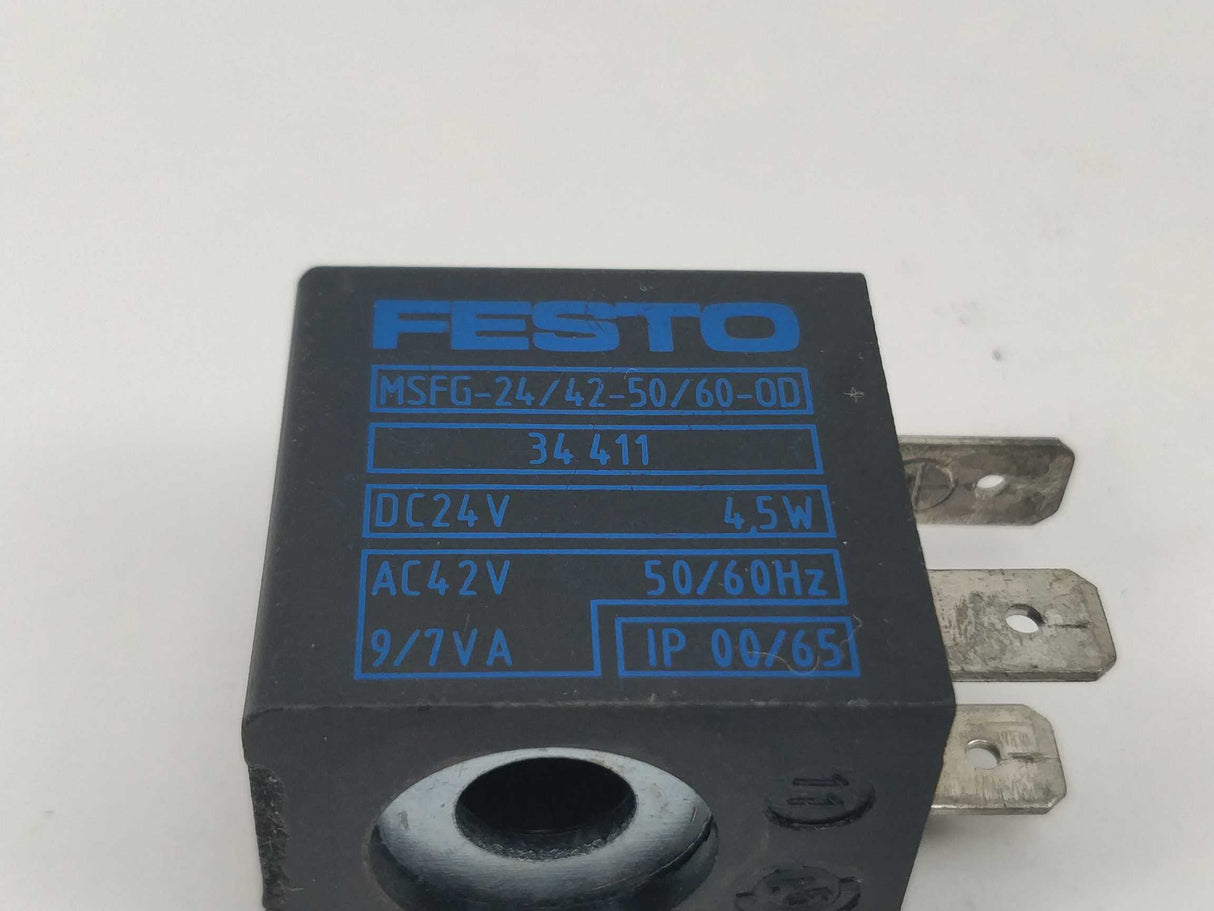 FESTO
MSFG-24/42-50/60-OD
34 411
DC24V 4,5W
AC42V 50/60Hz
9/7VA IP 00/65
11